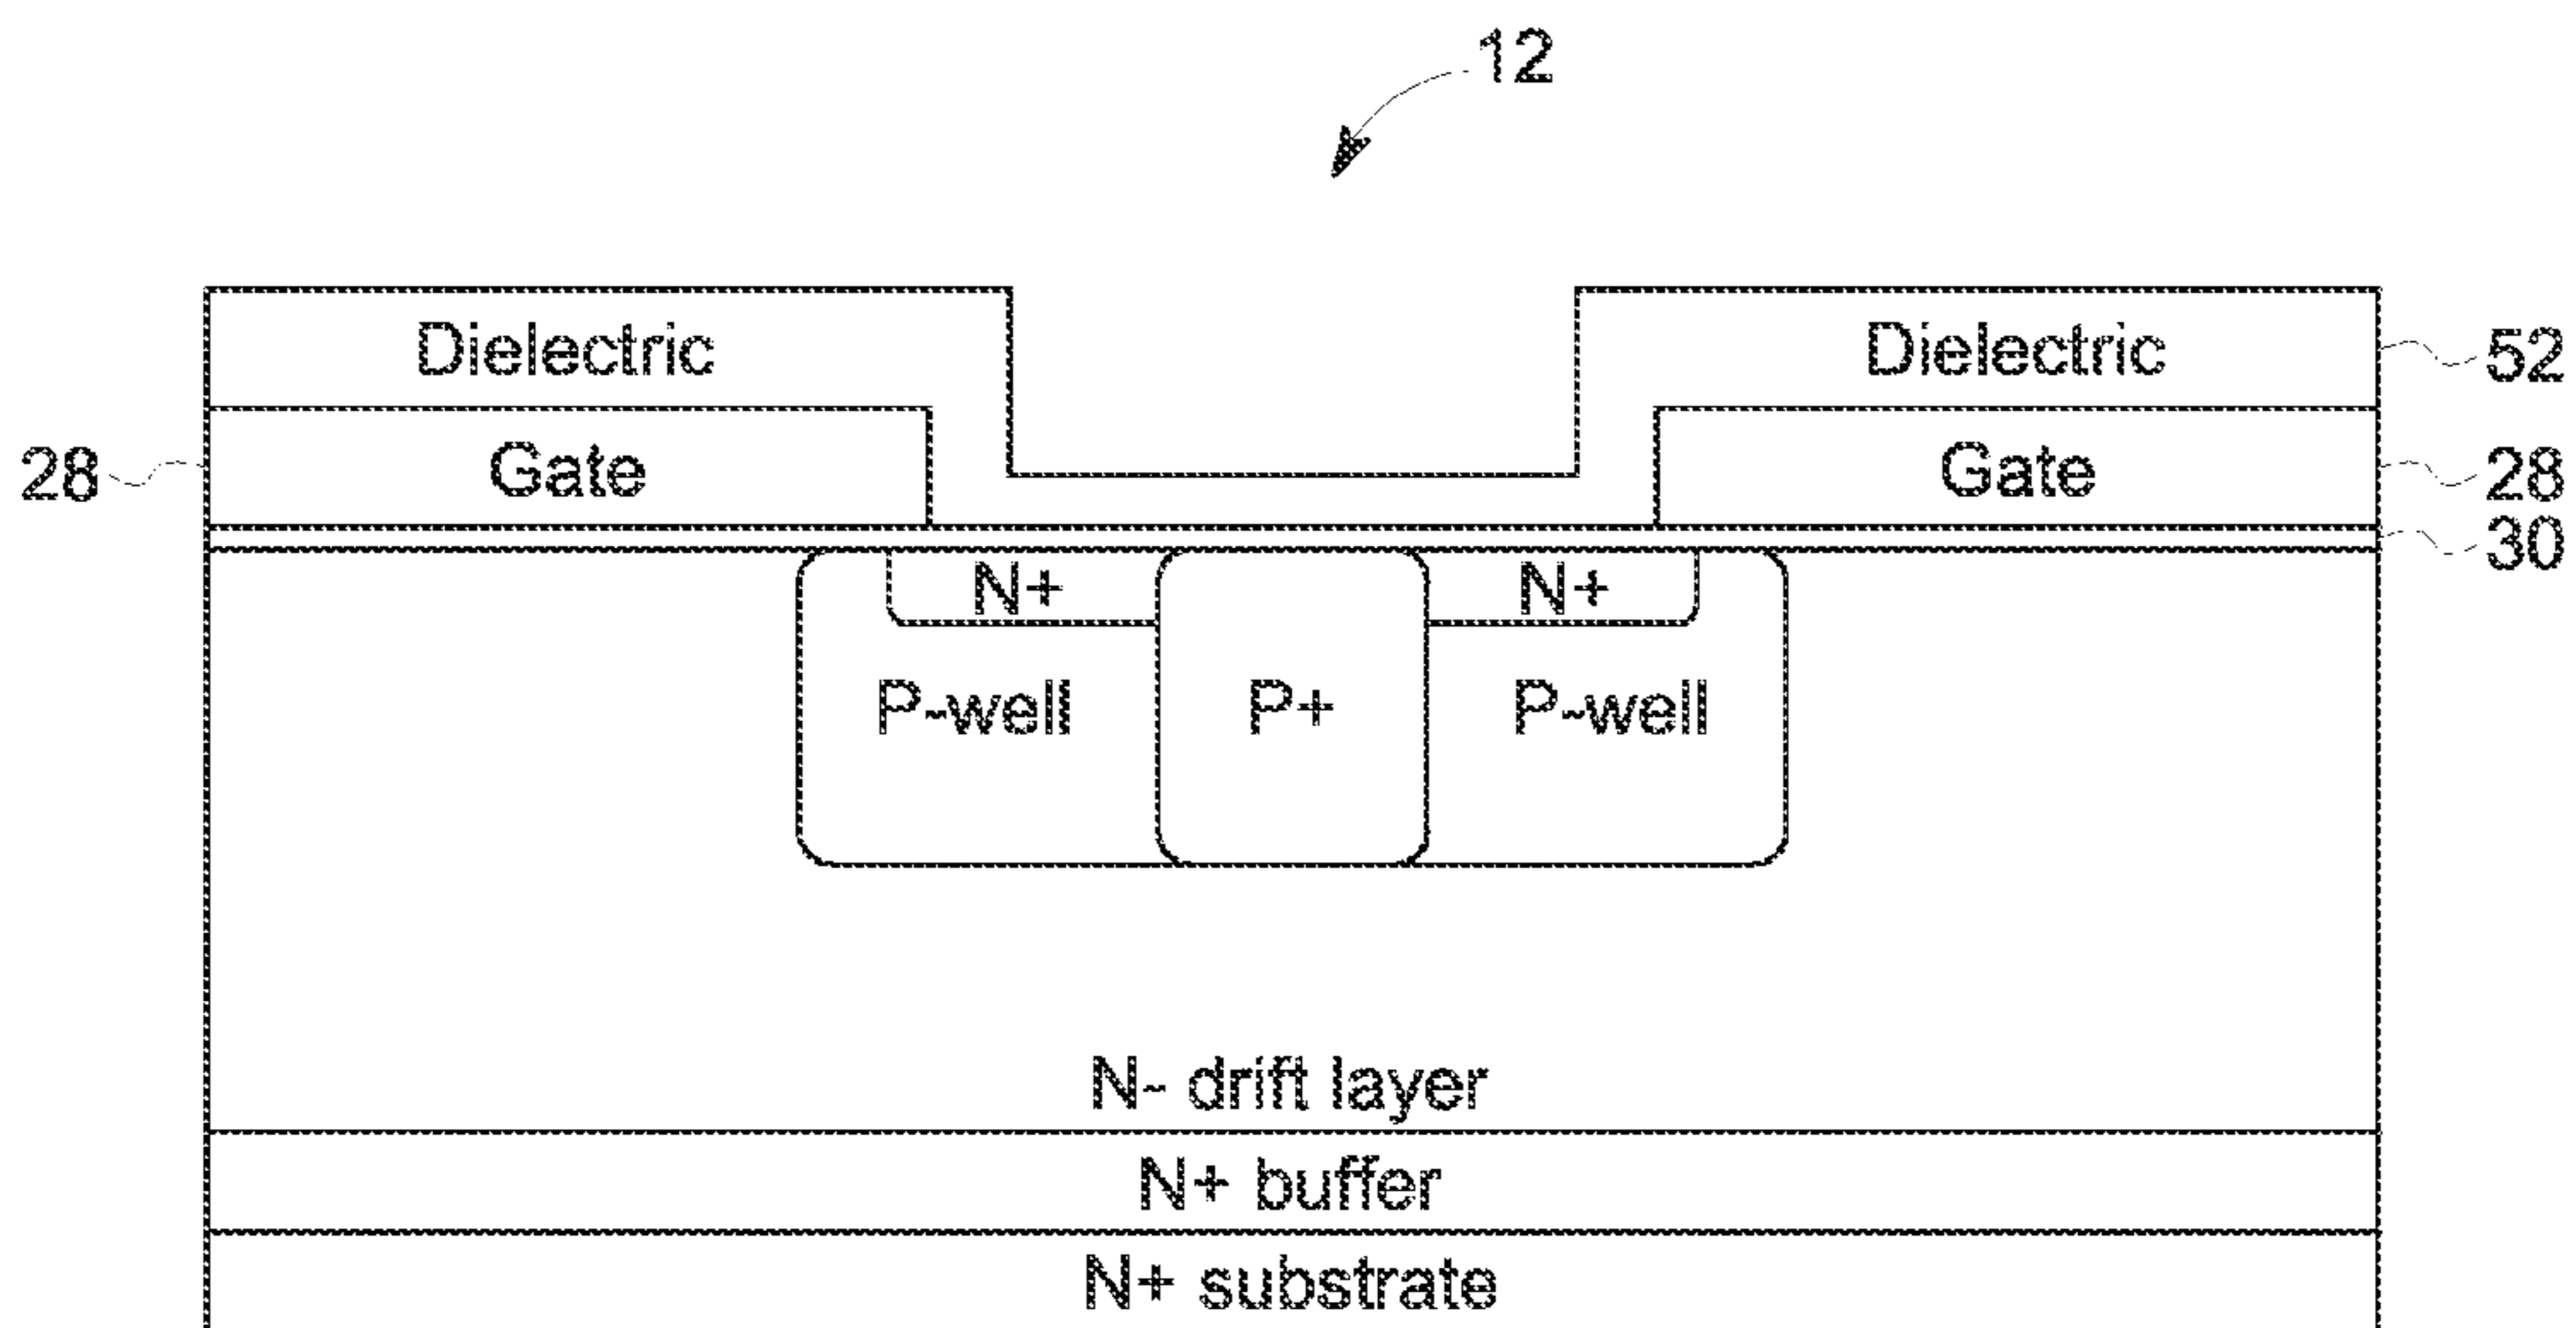 12
Dielectric Dielectric 52
28 Gate Gate 28
30
N+ N+
P-well P+ P-well
N- drift layer
N+ buffer
N+ substrate